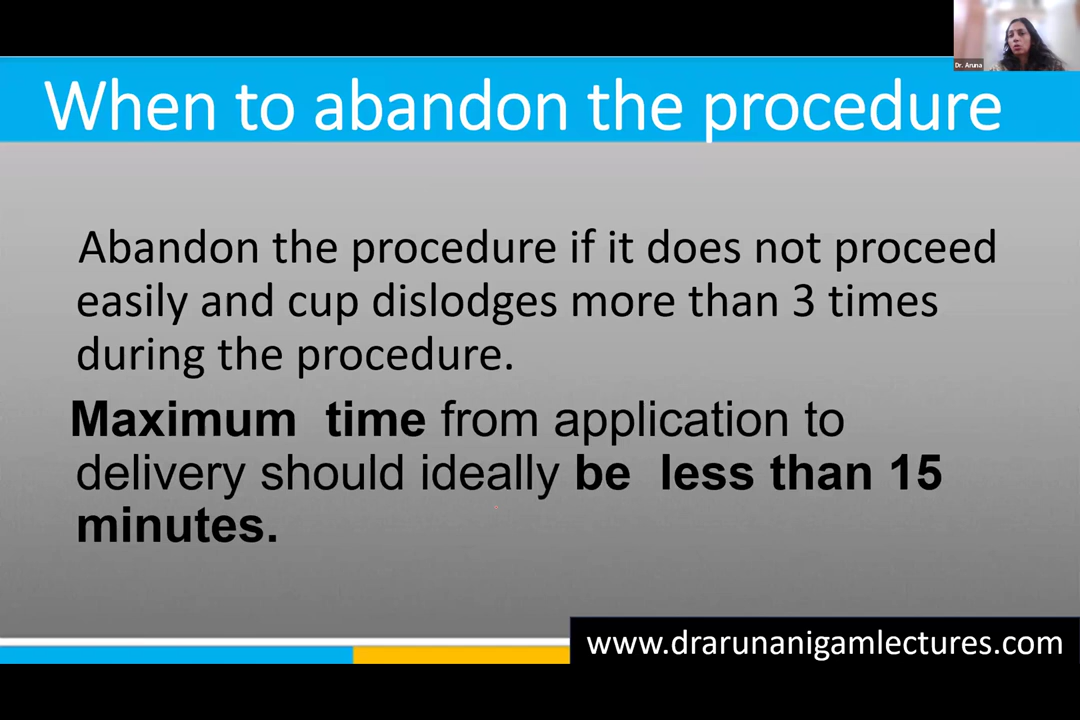 Dr. Aruna
When to abandon the procedure
Abandon the procedure if it does not proceed
easily and cup dislodges more than 3 times
during the procedure.
Maximum time from application to
delivery should ideally be less than 15
minutes.
www.drarunanigamlectures.com